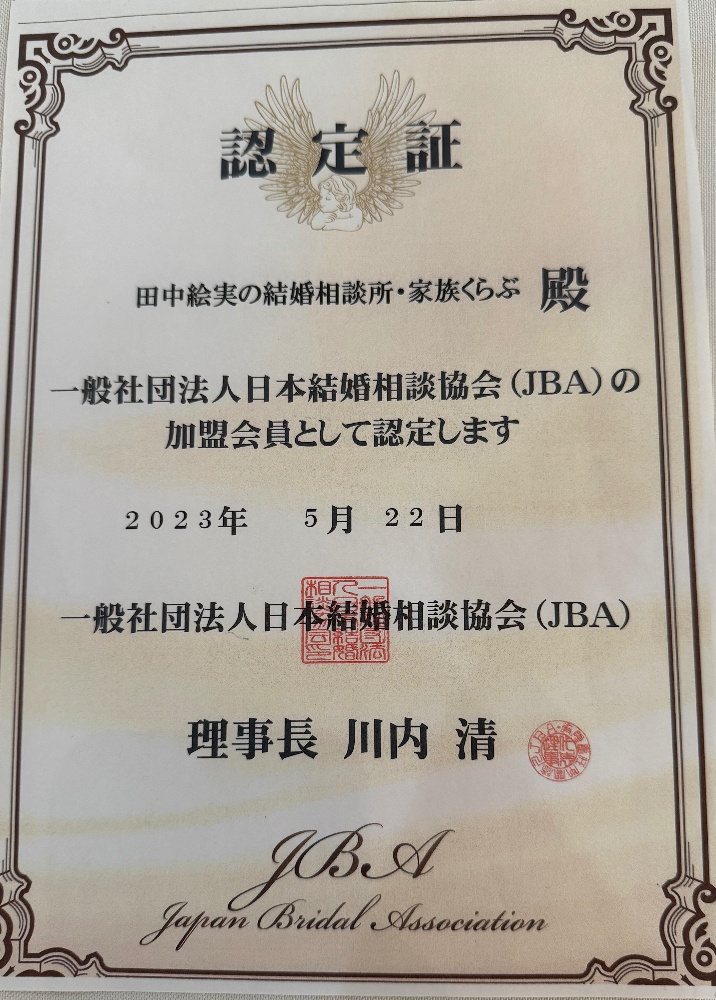 認定証
田中絵実の結婚相談所・家族くらぶ 殿
一般社団法人日本結婚相談協会（JBA）の
加盟会員として認定します
２０２３年 ５月 ２２日
一般社団法人日本結婚相談協会（JBA）
理事長 川内 清
JBA
Japan Bridal Association